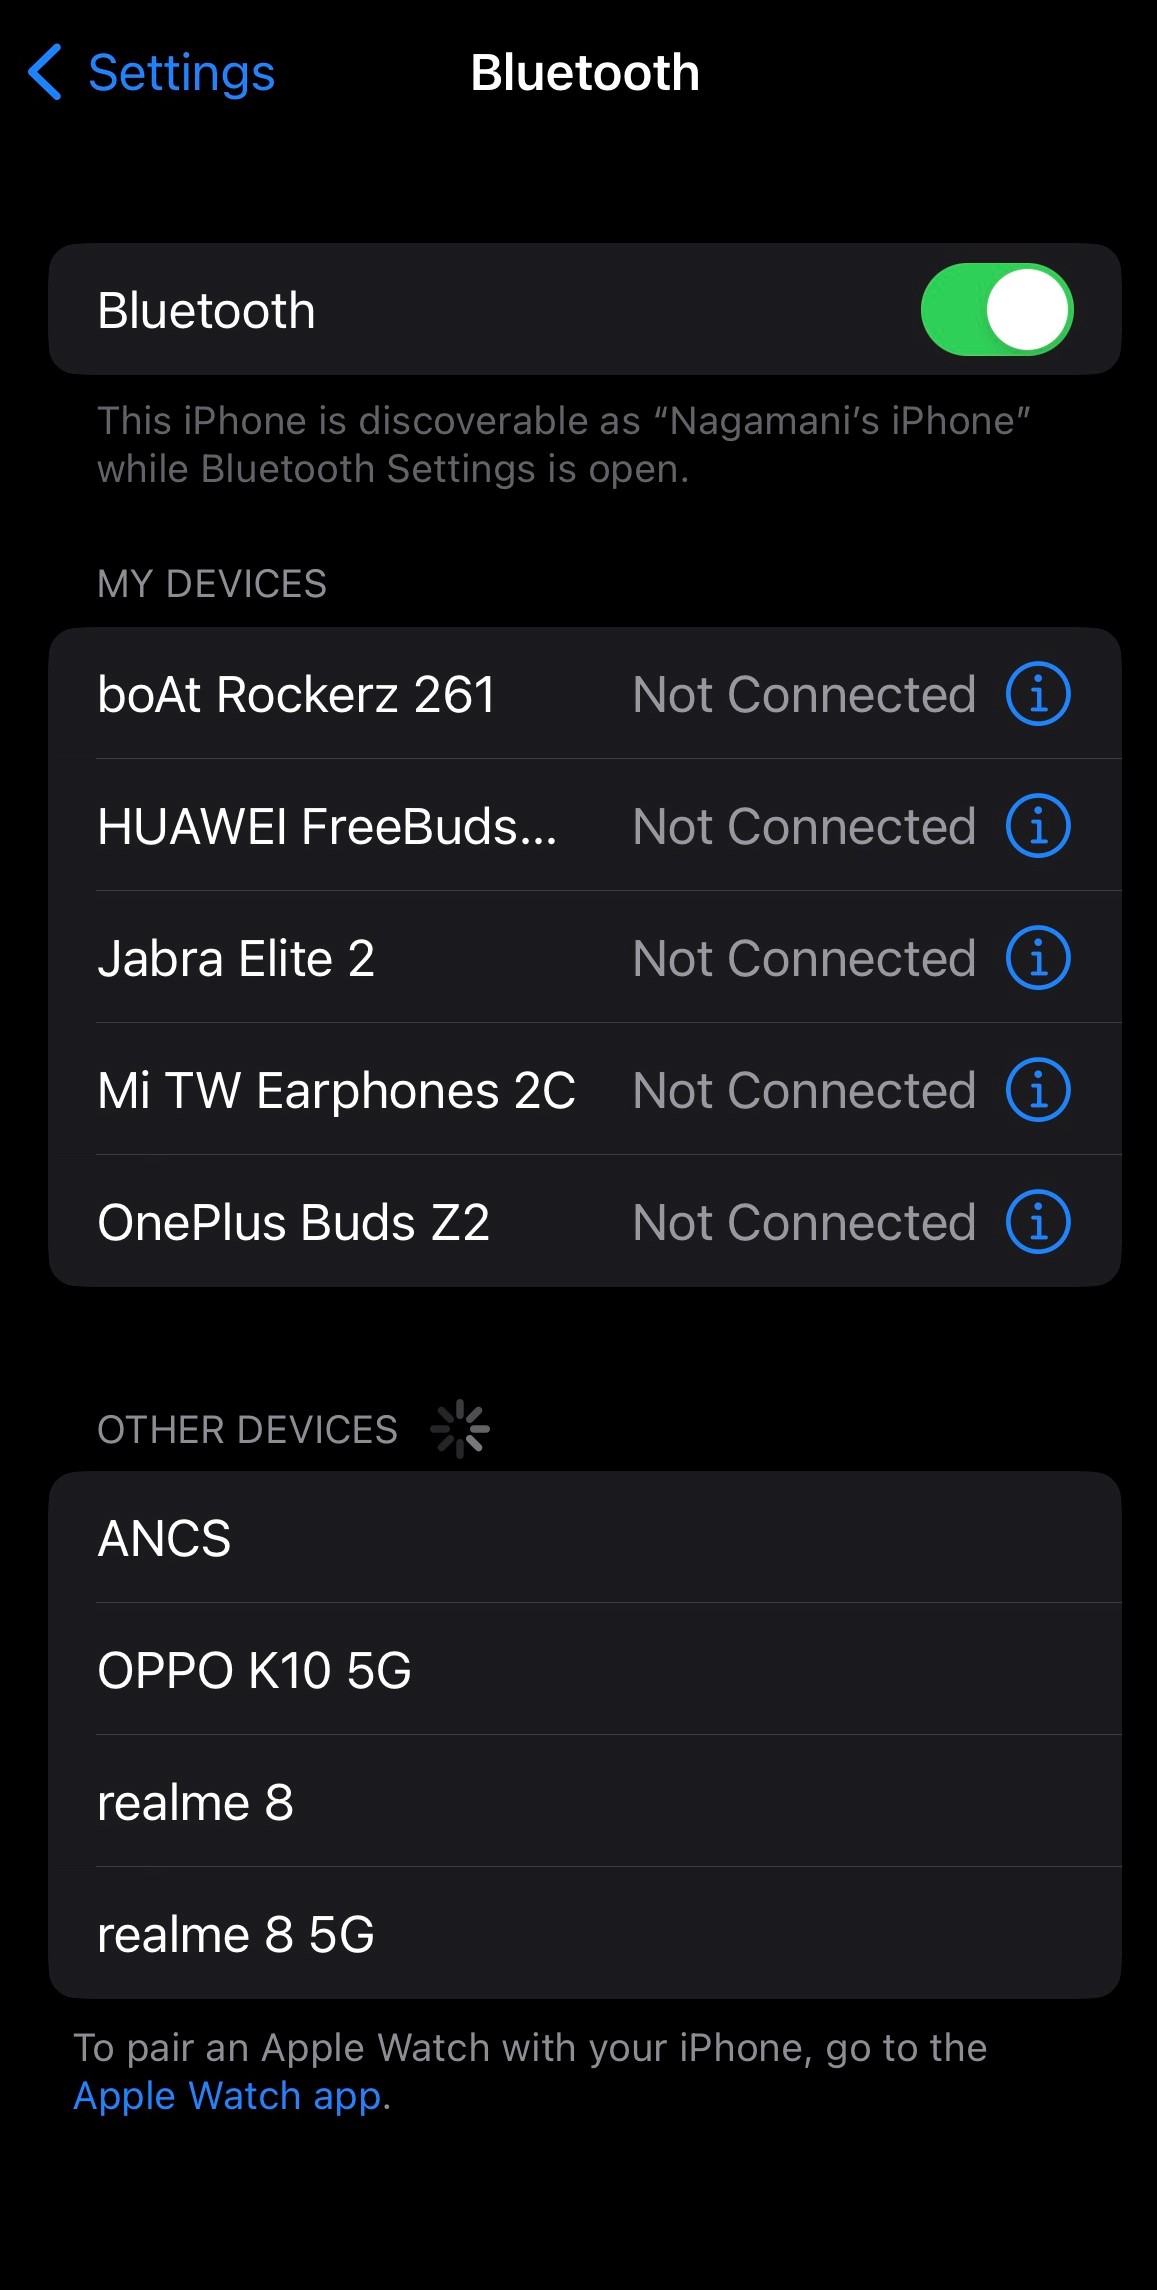 Settings
Bluetooth
Bluetooth
This iPhone is discoverable as “Nagamani’s iPhone”
while Bluetooth Settings is open.
MY DEVICES
boAt Rockerz 261 Not Connected
HUAWEI FreeBuds... Not Connected
Jabra Elite 2 Not Connected
Mi TW Earphones 2C Not Connected
OnePlus Buds Z2 Not Connected
OTHER DEVICES
ANCS
OPPO K10 5G
realme 8
realme 8 5G
To pair an Apple Watch with your iPhone, go to the
Apple Watch app.